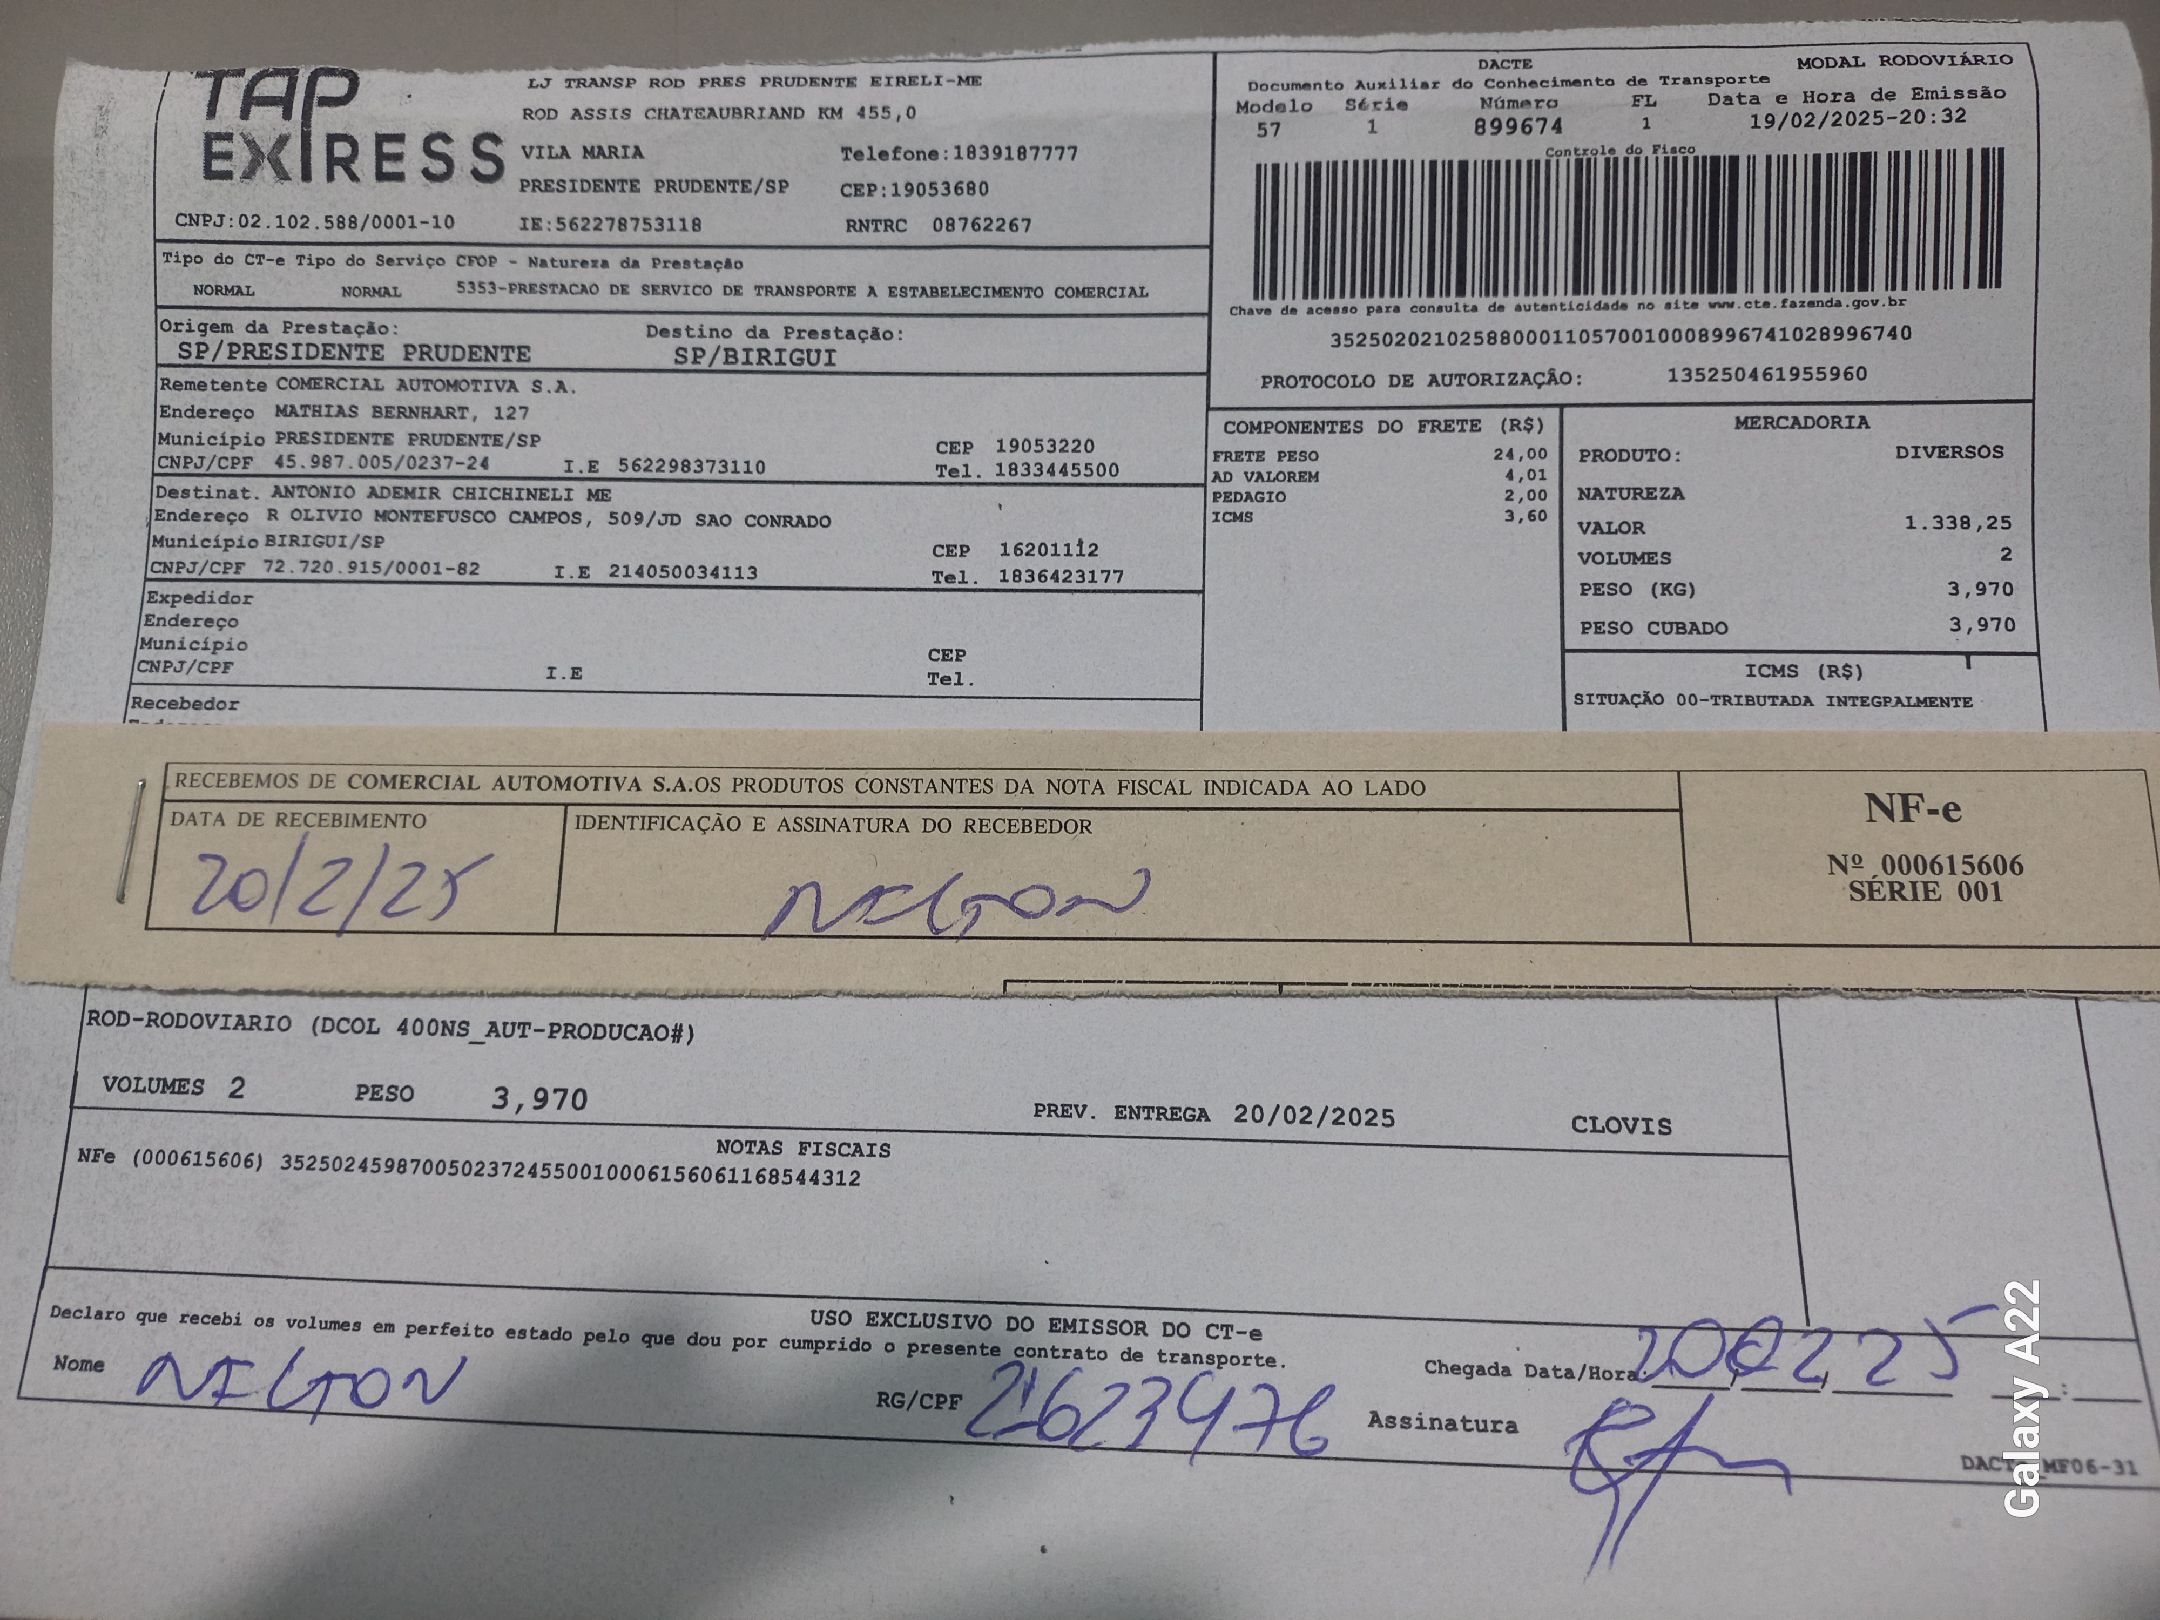 TAP EXPRESS
LJ TRANSP ROD PRES PRUDENTE EIRELI-ME
ROD ASSIS CHATEAUBRIAND KM 455,0
VILA MARIA Telefone:1839187777
PRESIDENTE PRUDENTE/SP CEP:19053680
CNPJ:02.102.588/0001-10 IE:562278753118 RNTRC 08762267
DACTE MODAL RODOVIÁRIO
Documento Auxiliar do Conhecimento de Transporte
Modelo Série Número FL Data e Hora de Emissão
57 1 899674 1 19/02/2025-20:32
Controle do Fisco
Chave de acesso para consulta de autenticidade no site www.cte.fazenda.gov.br
35250202102588000110570010008996741028996740
PROTOCOLO DE AUTORIZAÇÃO: 135250461955960
Tipo do CT-e Tipo do Serviço CFOP - Natureza da Prestação
NORMAL NORMAL 5353-PRESTACAO DE SERVICO DE TRANSPORTE A ESTABELECIMENTO COMERCIAL
Origem da Prestação: Destino da Prestação:
SP/PRESIDENTE PRUDENTE SP/BIRIGUI
Remetente COMERCIAL AUTOMOTIVA S.A.
Endereço MATHIAS BERNHART, 127
Município PRESIDENTE PRUDENTE/SP CEP 19053220
CNPJ/CPF 45.987.005/0237-24 I.E 562298373110 Tel. 1833445500
Destinat. ANTONIO ADEMIR CHICHINELI ME
Endereço R OLIVIO MONTEFUSCO CAMPOS, 509/JD SAO CONRADO
Município BIRIGUI/SP CEP 16201112
CNPJ/CPF 72.720.915/0001-82 I.E 214050034113 Tel. 1836423177
Expedidor
Endereço
Município CEP
CNPJ/CPF I.E Tel.
Recebedor
COMPONENTES DO FRETE (R$)
FRETE PESO 24,00
AD VALOREM 4,01
PEDAGIO 2,00
ICMS 3,60
MERCADORIA
PRODUTO: DIVERSOS
NATUREZA
VALOR 1.338,25
VOLUMES 2
PESO (KG) 3,970
PESO CUBADO 3,970
ICMS (R$)
SITUAÇÃO 00-TRIBUTADA INTEGRALMENTE
RECEBEMOS DE COMERCIAL AUTOMOTIVA S.A.OS PRODUTOS CONSTANTES DA NOTA FISCAL INDICADA AO LADO
DATA DE RECEBIMENTO IDENTIFICAÇÃO E ASSINATURA DO RECEBEDOR
20/2/25 NILTON
NF-e
Nº 000615606
SÉRIE 001
ROD-RODOVIARIO (DCOL 400NS_AUT-PRODUCAO#)
VOLUMES 2 PESO 3,970 PREV. ENTREGA 20/02/2025 CLOVIS
NOTAS FISCAIS
NFe (000615606) 35250245987005023724550010006156061168544312
USO EXCLUSIVO DO EMISSOR DO CT-e
Declaro que recebi os volumes em perfeito estado pelo que dou por cumprido o presente contrato de transporte.
Nome NILTON RG/CPF 21623476 Chegada Data/Hora: 20 02 25
Assinatura
MF06-31
Galaxy A22